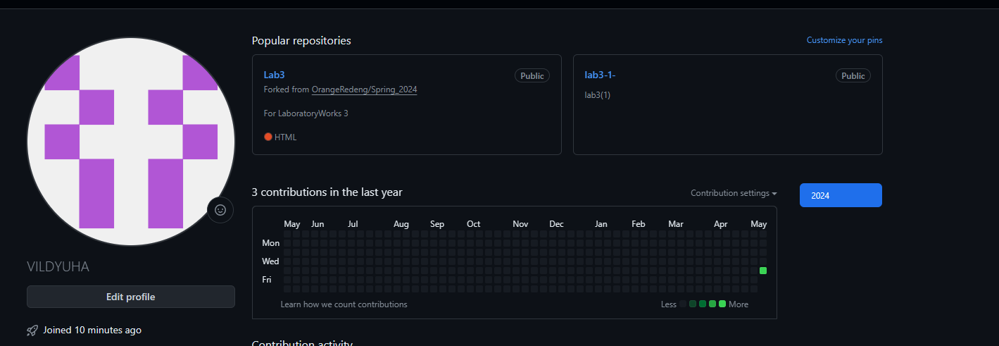 Popular repositories
Customize your pins
Lab3
Public
Forked from OrangeRedeng/Spring_2024
For LaboratoryWorks 3
HTML
lab3-1-
Public
lab3(1)
3 contributions in the last year
Contribution settings
2024
May Jun Jul Aug Sep Oct Nov Dec Jan Feb Mar Apr May
Mon
Wed
Fri
Learn how we count contributions
Less
More
VILDYUHA
Edit profile
Joined 10 minutes ago
Contribution activity